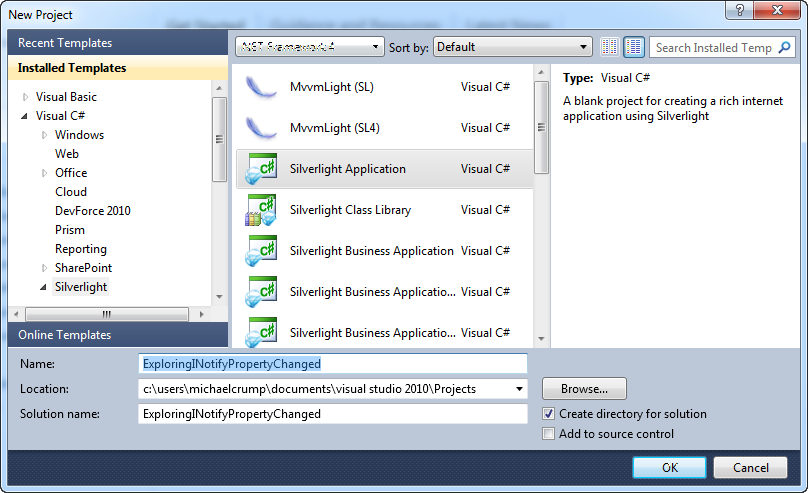 New Project
Recent Templates
Installed Templates
Visual Basic
Visual C#
Windows
Web
Office
Cloud
DevForce 2010
Prism
Reporting
SharePoint
Silverlight
Online Templates
.NET Framework 4
Sort by: Default
Search Installed Temp
MvvmLight (SL) Visual C#
MvvmLight (SL4) Visual C#
Silverlight Application Visual C#
Silverlight Class Library Visual C#
Silverlight Business Application Visual C#
Silverlight Business Applicatio... Visual C#
Silverlight Business Applicatio... Visual C#
Type: Visual C#
A blank project for creating a rich internet
application using Silverlight
Name: ExploringINotifyPropertyChanged
Location: c:\users\michaelcrump\documents\visual studio 2010\Projects
Browse...
Solution name: ExploringINotifyPropertyChanged
Create directory for solution
Add to source control
OK
Cancel